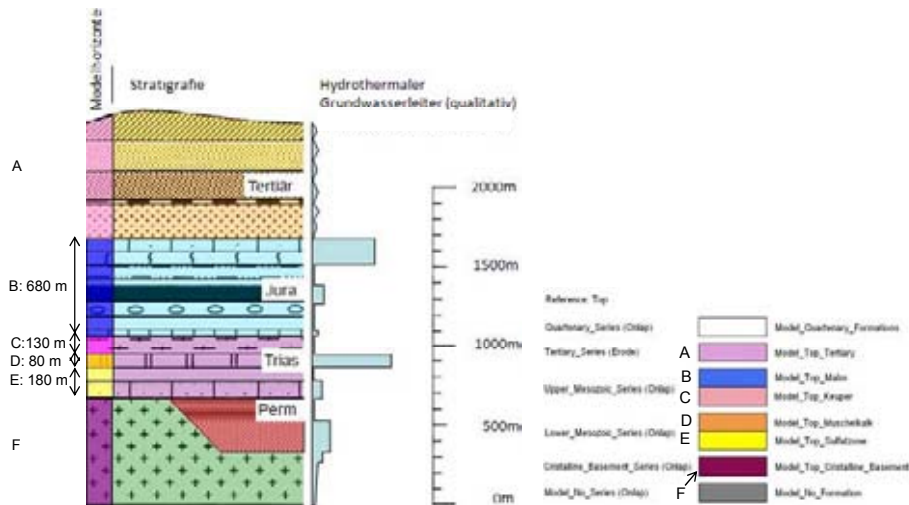 Modellhorizonte
Stratigrafie
Hydrothermaler
Grundwasserleiter (qualitativ)
A
Tertiär
B: 680 m
Jura
C:130 m
D: 80 m
Trias
E: 180 m
Perm
F
2000m
1500m
1000m
500m
0m
Reference: Top
Quarternary_Series (Onlap)
Model_Quarternary_Formations
Tertiary_Series (Erode)
A
Model_Top_Tertiary
Upper_Mesozoic_Series (Onlap)
B
Model_Top_Malm
C
Model_Top_Keuper
Lower_Mesozoic_Series (Onlap)
D
Model_Top_Muschelkalk
E
Model_Top_Sulfatzone
Cristalline_Basement_Series (Onlap)
Model_Top_Cristalline_Basement
F
Model_No_Series (Onlap)
Model_No_Formation